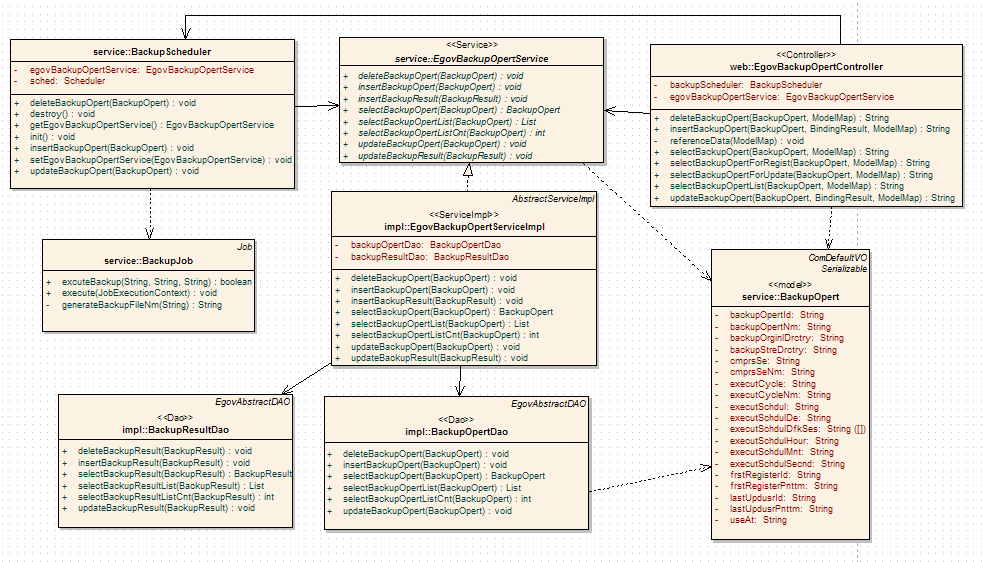 service::BackupScheduler
- egovBackupOpertService: EgovBackupOpertService
- sched: Scheduler
+ deleteBackupOpert(BackupOpert) : void
+ destroy() : void
+ getEgovBackupOpertService() : EgovBackupOpertService
+ init() : void
+ insertBackupOpert(BackupOpert) : void
+ setEgovBackupOpertService(EgovBackupOpertService) : void
+ updateBackupOpert(BackupOpert) : void
<<Service>>
service::EgovBackupOpertService
+ deleteBackupOpert(BackupOpert) : void
+ insertBackupOpert(BackupOpert) : void
+ insertBackupResult(BackupResult) : void
+ selectBackupOpert(BackupOpert) : BackupOpert
+ selectBackupOpertList(BackupOpert) : List
+ selectBackupOpertListCnt(BackupOpert) : int
+ updateBackupOpert(BackupOpert) : void
+ updateBackupResult(BackupResult) : void
<<Controller>>
web::EgovBackupOpertController
- backupScheduler: BackupScheduler
- egovBackupOpertService: EgovBackupOpertService
+ deleteBackupOpert(BackupOpert, ModelMap) : String
+ insertBackupOpert(BackupOpert, BindingResult, ModelMap) : String
- referenceData(ModelMap) : void
+ selectBackupOpert(BackupOpert, ModelMap) : String
+ selectBackupOpertForRegist(BackupOpert, ModelMap) : String
+ selectBackupOpertForUpdate(BackupOpert, ModelMap) : String
+ selectBackupOpertList(BackupOpert, ModelMap) : String
+ updateBackupOpert(BackupOpert, BindingResult, ModelMap) : String
Job
service::BackupJob
+ excuteBackup(String, String, String) : boolean
+ execute(JobExecutionContext) : void
- generateBackupFileNm(String) : String
AbstractServiceImpl
<<ServiceImpl>>
impl::EgovBackupOpertServiceImpl
- backupOpertDao: BackupOpertDao
- backupResultDao: BackupResultDao
+ deleteBackupOpert(BackupOpert) : void
+ insertBackupOpert(BackupOpert) : void
+ insertBackupResult(BackupResult) : void
+ selectBackupOpert(BackupOpert) : BackupOpert
+ selectBackupOpertList(BackupOpert) : List
+ selectBackupOpertListCnt(BackupOpert) : int
+ updateBackupOpert(BackupOpert) : void
+ updateBackupResult(BackupResult) : void
ComDefaultVO
Serializable
<<model>>
service::BackupOpert
- backupOpertId: String
- backupOpertNm: String
- backupOrginlDrctry: String
- backupStreDrctry: String
- cmprsSe: String
- cmprsSeNm: String
- executCycle: String
- executCycleNm: String
- executSchdul: String
- executSchdulDe: String
- executSchdulDfkSes: String ([])
- executSchdulHour: String
- executSchdulMnt: String
- executSchdulSecnd: String
- frstRegisterId: String
- frstRegisterPnttm: String
- lastUpdusrId: String
- lastUpdusrPnttm: String
- useAt: String
EgovAbstractDAO
<<Dao>>
impl::BackupResultDao
+ deleteBackupResult(BackupResult) : void
+ insertBackupResult(BackupResult) : void
+ selectBackupResult(BackupResult) : BackupResult
+ selectBackupResultList(BackupResult) : List
+ selectBackupResultListCnt(BackupResult) : int
+ updateBackupResult(BackupResult) : void
EgovAbstractDAO
<<Dao>>
impl::BackupOpertDao
+ deleteBackupOpert(BackupOpert) : void
+ insertBackupOpert(BackupOpert) : void
+ selectBackupOpert(BackupOpert) : BackupOpert
+ selectBackupOpertList(BackupOpert) : List
+ selectBackupOpertListCnt(BackupOpert) : int
+ updateBackupOpert(BackupOpert) : void